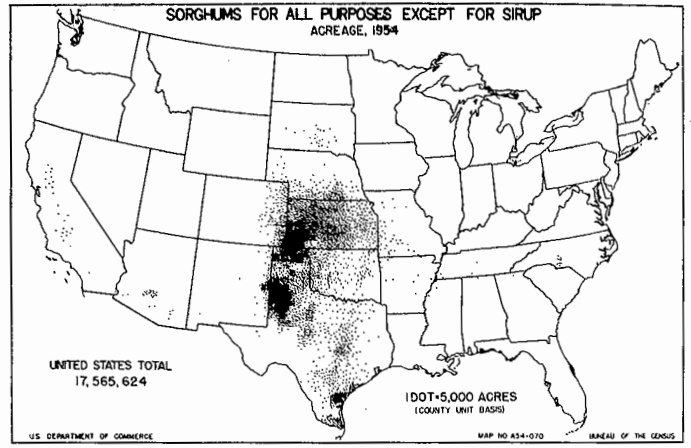 SORGHUMS FOR ALL PURPOSES EXCEPT FOR SIRUP
ACREAGE, 1954
UNITED STATES TOTAL
17,565,624
1 DOT=5,000 ACRES
(COUNTY UNIT BASIS)
U.S. DEPARTMENT OF COMMERCE
MAP NO A54-070
BUREAU OF THE CENSUS